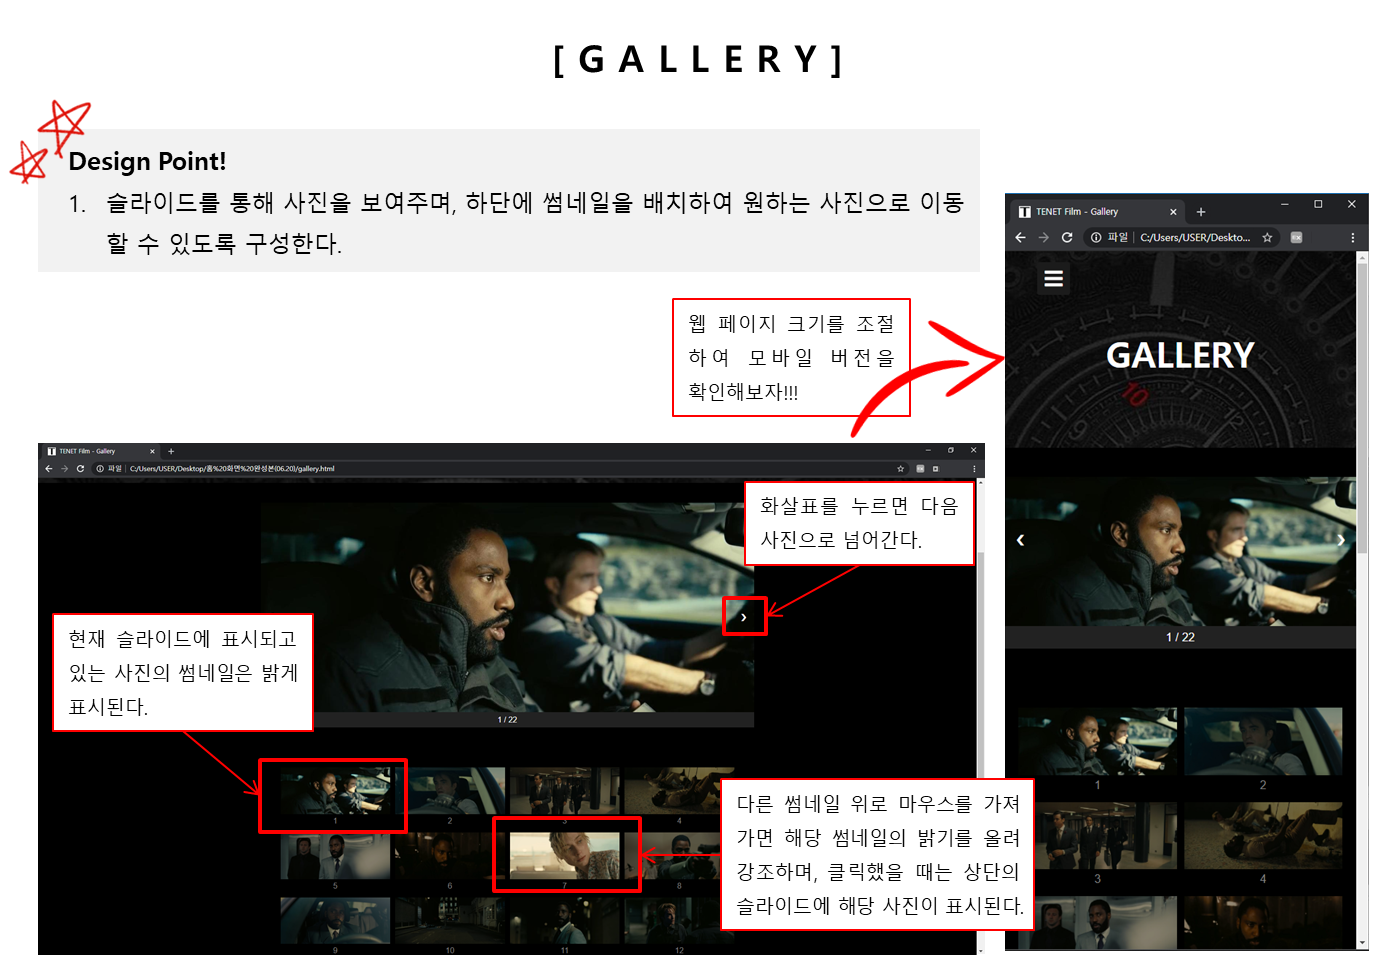 [ G A L L E R Y ]
Design Point!
1. 슬라이드를 통해 사진을 보여주며, 하단에 썸네일을 배치하여 원하는 사진으로 이동
할 수 있도록 구성한다.
웹 페이지 크기를 조절
하여 모바일 버전을
확인해보자!!!
TENET Film - Gallery
파일 C:/Users/USER/Deskto...
GALLERY
10
11
12
1 / 22
1
2
3
4
TENET Film - Gallery
파일 C:/Users/USER/Desktop/홈%20화면%20완성본(06.20)/gallery.html
화살표를 누르면 다음
사진으로 넘어간다.
현재 슬라이드에 표시되고
있는 사진의 썸네일은 밝게
표시된다.
1 / 22
1
2
3
4
5
6
7
8
9
10
11
12
다른 썸네일 위로 마우스를 가져
가면 해당 썸네일의 밝기를 올려
강조하며, 클릭했을 때는 상단의
슬라이드에 해당 사진이 표시된다.